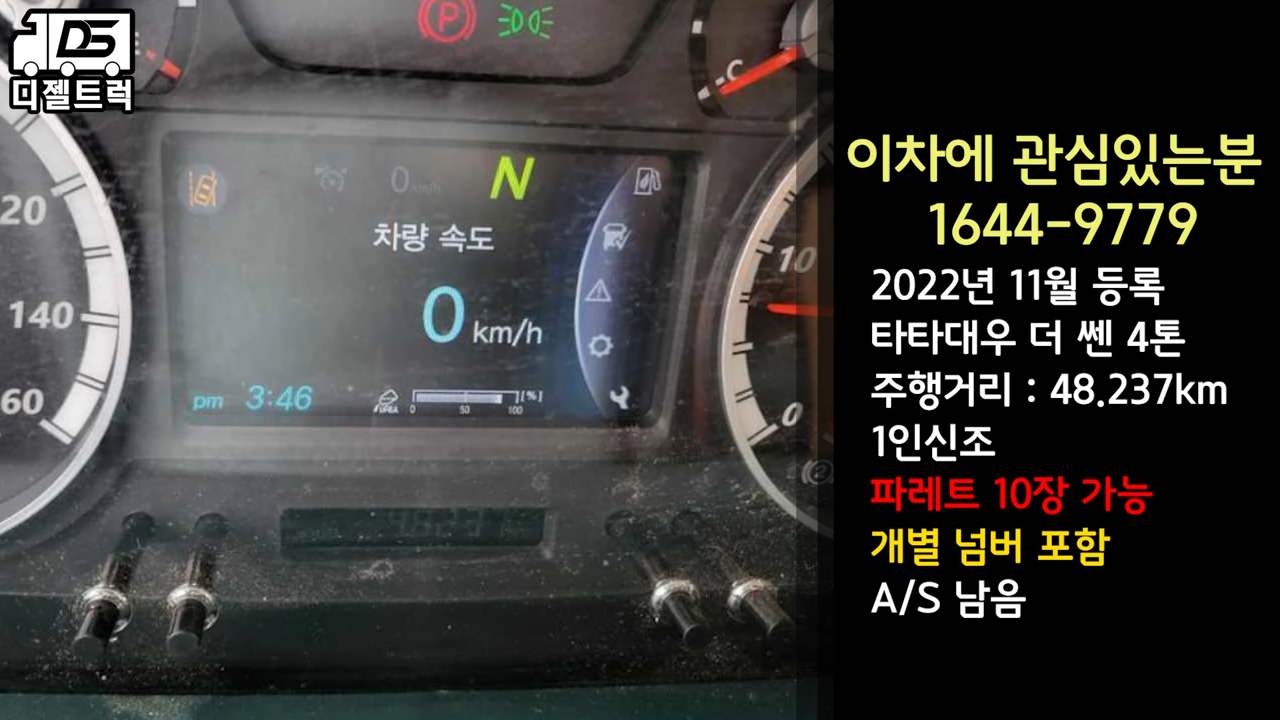 DS
디젤트럭
P
C
20
140
60
0 km/h
N
차량 속도
0 km/h
pm 3:46
UREA
0 50 100 [%]
10
0
이차에 관심있는분
1644-9779
2022년 11월 등록
타타대우 더 쎈 4톤
주행거리 : 48.237km
1인신조
파레트 10장 가능
개별 넘버 포함
A/S 남음